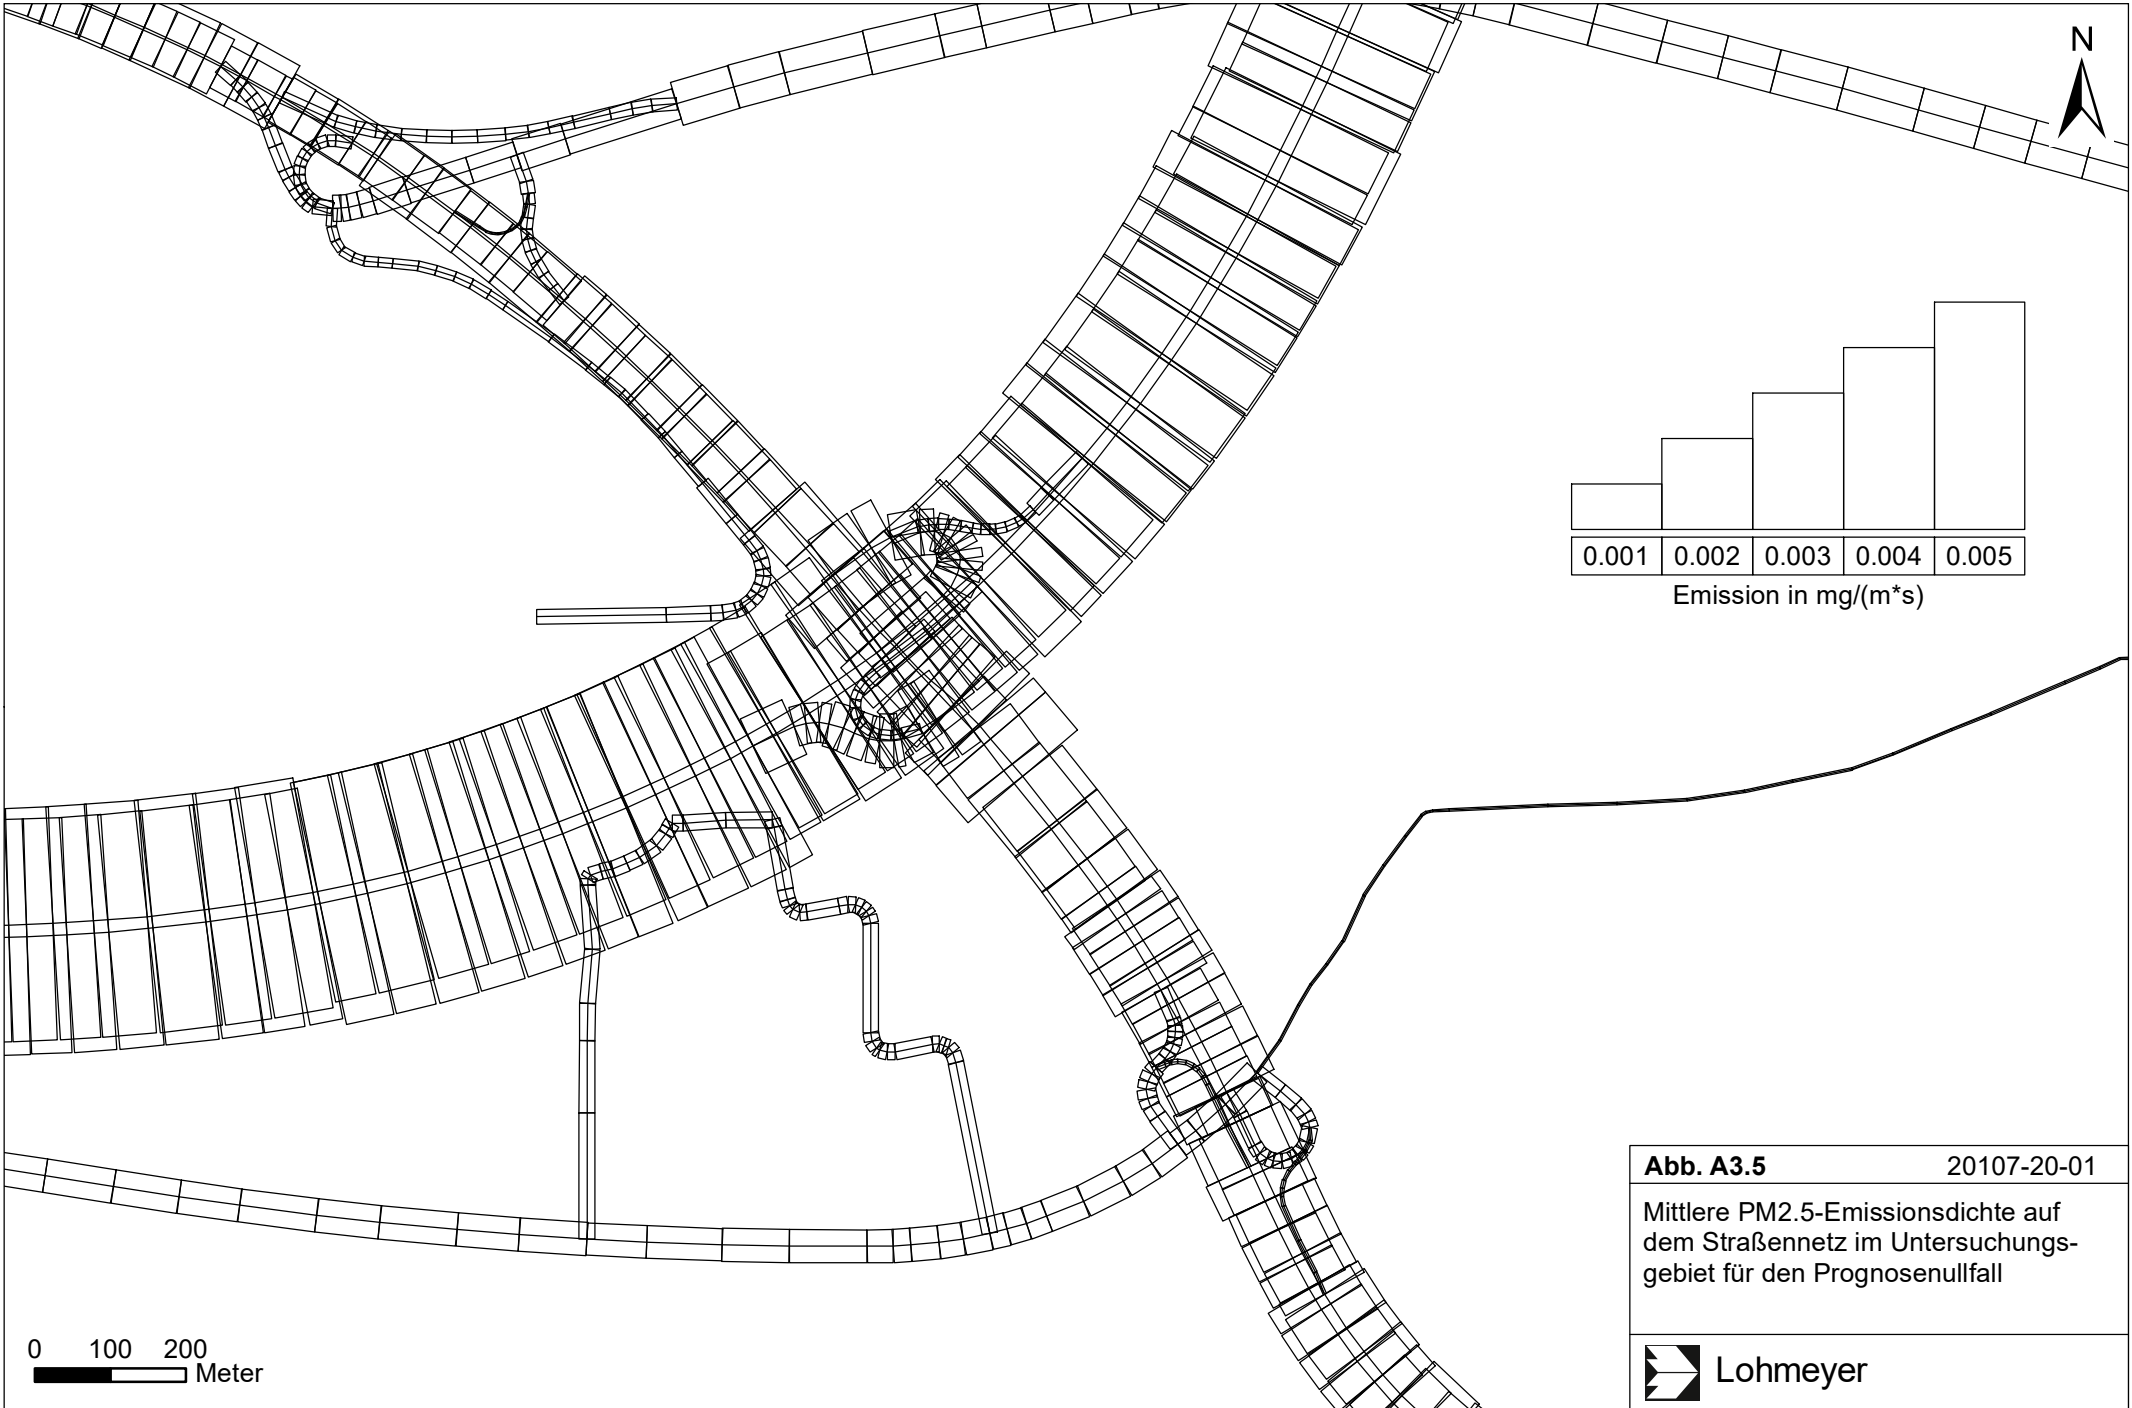 N
0.001 0.002 0.003 0.004 0.005
Emission in mg/(m*s)
Abb. A3.5 20107-20-01
Mittlere PM2.5-Emissionsdichte auf
dem Straßennetz im Untersuchungs-
gebiet für den Prognosenullfall
0 100 200
Meter
Lohmeyer